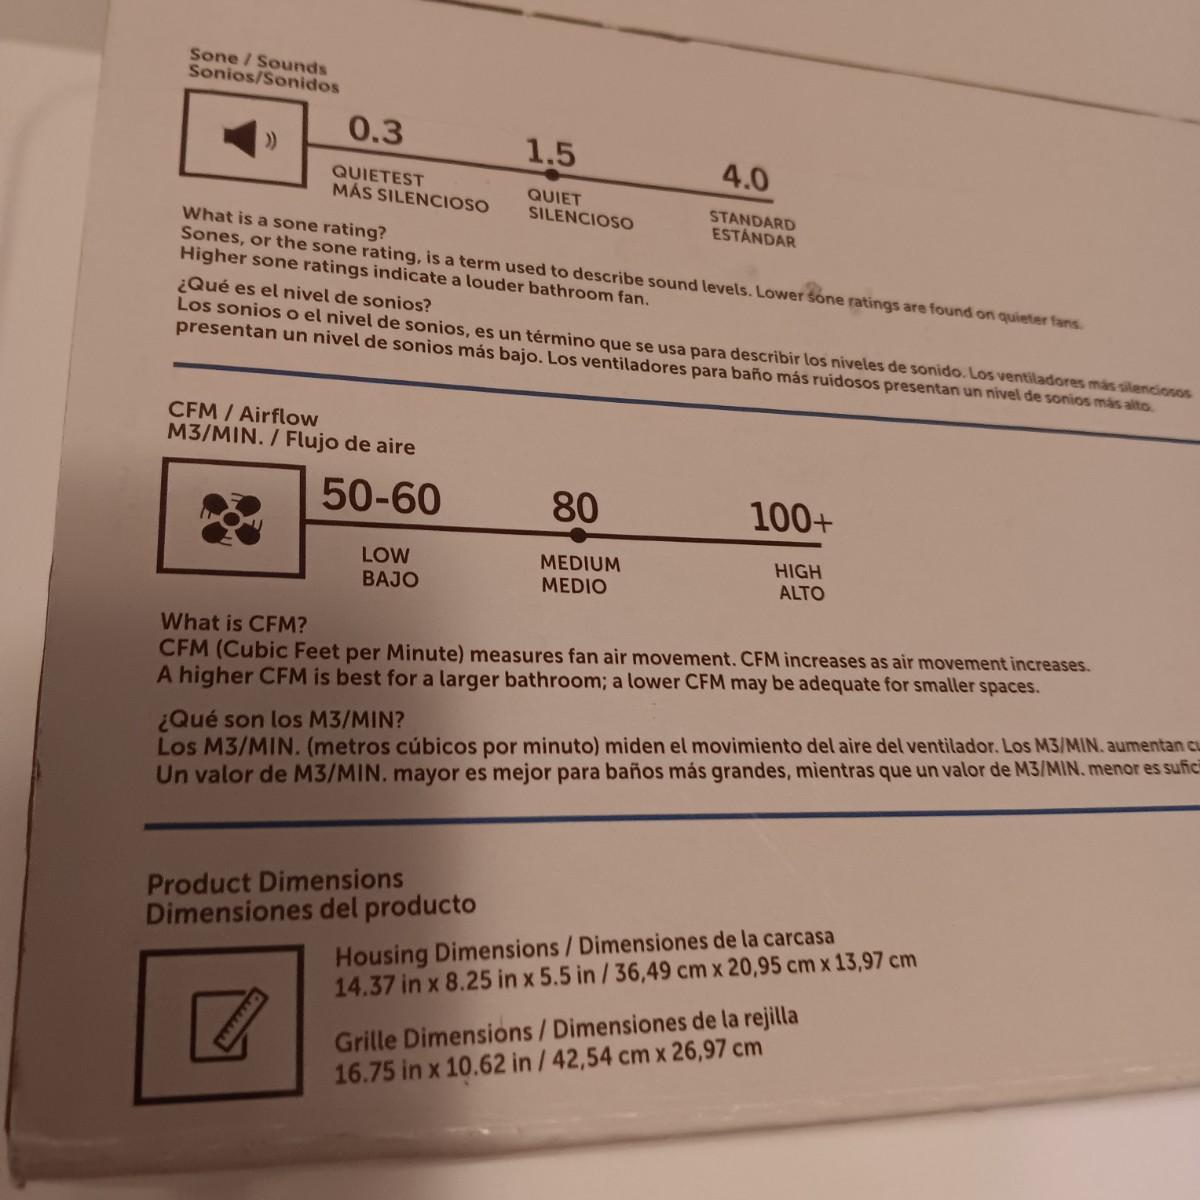 Sone / Sounds
Sonios/Sonidos
0.3
1.5
4.0
QUIETEST
MÁS SILENCIOSO
QUIET
SILENCIOSO
STANDARD
ESTÁNDAR
What is a sone rating?
Sones, or the sone rating, is a term used to describe sound levels. Lower sone ratings are found on quieter fans.
Higher sone ratings indicate a louder bathroom fan.
¿Qué es el nivel de sonios?
Los sonios o el nivel de sonios, es un término que se usa para describir los niveles de sonido. Los ventiladores más silenciosos
presentan un nivel de sonios más bajo. Los ventiladores para baño más ruidosos presentan un nivel de sonios más alto.
CFM / Airflow
M3/MIN. / Flujo de aire
50-60
80
100+
LOW
BAJO
MEDIUM
MEDIO
HIGH
ALTO
What is CFM?
CFM (Cubic Feet per Minute) measures fan air movement. CFM increases as air movement increases.
A higher CFM is best for a larger bathroom; a lower CFM may be adequate for smaller spaces.
¿Qué son los M3/MIN?
Los M3/MIN. (metros cúbicos por minuto) miden el movimiento del aire del ventilador. Los M3/MIN. aumentan
Un valor de M3/MIN. mayor es mejor para baños más grandes, mientras que un valor de M3/MIN. menor es
Product Dimensions
Dimensiones del producto
Housing Dimensions / Dimensiones de la carcasa
14.37 in x 8.25 in x 5.5 in / 36,49 cm x 20,95 cm x 13,97 cm
Grille Dimensions / Dimensiones de la rejilla
16.75 in x 10.62 in / 42,54 cm x 26,97 cm